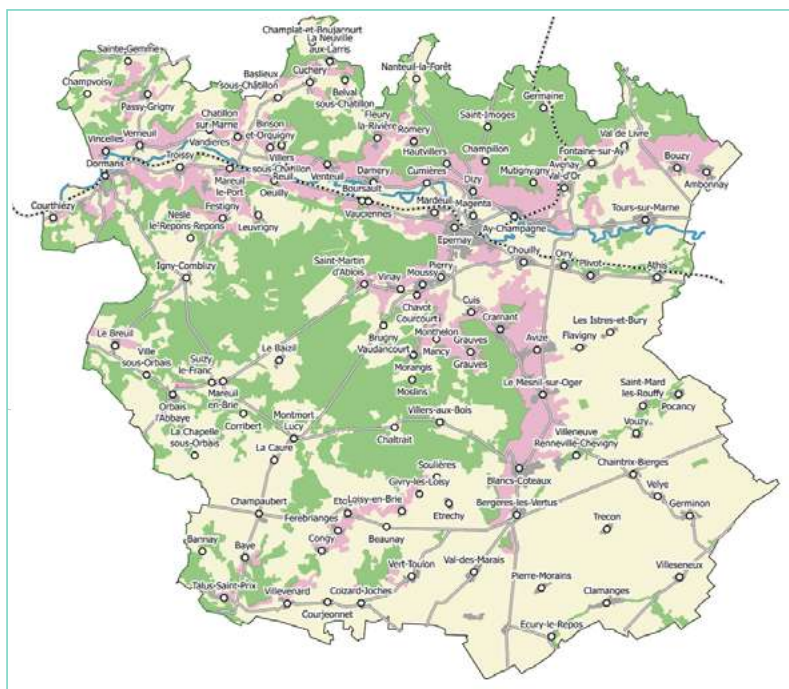 Champlat-et-Boujacourt
La Neuville
aux-Larris
Sainte-Gemme
Cuchery
Nanteuil-la-Forêt
Champvoisy
Baslieux
sous-Châtillon
Belval
sous-Châtillon
Passy-Grigny
Germaine
Chatillon
sur-Marne
Binson
et-Orquigny
Fleury
la-Rivière
Saint-Imoges
Romery
Val de Livre
Vincelles
Verneuil
Vandières
Villers
sous-Châtillon
Hautvillers
Champillon
Fontaine-sur-Ay
Avenay
Val-d'Or
Bouzy
Dormans
Troissy
Reuil
Venteuil
Damery
Cumières
Mutigny
Ambonnay
Mareuil
le-Port
Oeuilly
Boursault
Dizy
Courthiézy
Nesle
le-Repons-Repons
Festigny
Leuvrigny
Vauciennes
Mardeuil
Magenta
Tours-sur-Marne
Epernay
Ay-Champagne
Igny-Comblizy
Saint-Martin
d'Ablois
Vinay
Moussy
Pierry
Chouilly
Oiry
Plivot
Athis
Chavot
Courcourt
Cuis
Cramant
Les Istres-et-Bury
Le Breuil
Le Baizil
Brugny
Vaudancourt
Monthelon
Mancy
Grauves
Grauves
Avize
Flavigny
Ville
sous-Orbais
Suizy
le-Franc
Morangis
Moslins
Orbais
l'Abbaye
Mareuil
en-Brie
Le Mesnil-sur-Oger
Saint-Mard
les-Rouffy
Pocancy
La Chapelle
sous-Orbais
Corribert
Montmort
Lucy
Villers-aux-Bois
Chaltrait
Vouzy
Villeneuve
Renneville-Chevigny
La Caure
Soulières
Blancs-Coteaux
Chaintrix-Bierges
Givry-les-Loisy
Velye
Champaubert
Loisy-en-Brie
Etrechy
Bergeres-les-Vertus
Germinon
Ferebrianges
Beaunay
Trecon
Bannay
Baye
Congy
Vert-Toulon
Val-des-Marais
Villeseneux
Talus-Saint-Prix
Villevenard
Coizard-Joches
Pierre-Morains
Clamanges
Courjeonnet
Ecury-le-Repos